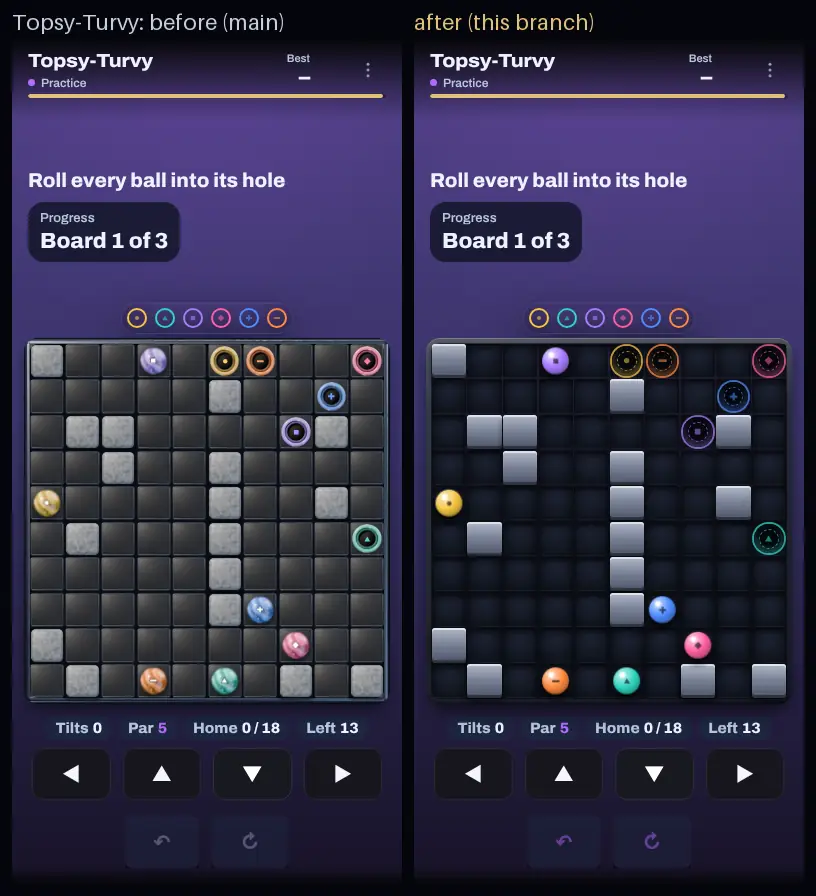 Topsy-Turvy: before (main)
Topsy-Turvy
Practice
Best
–
Roll every ball into its hole
Progress
Board 1 of 3
Tilts 0 Par 5 Home 0/18 Left 13
after (this branch)
Topsy-Turvy
Practice
Best
–
Roll every ball into its hole
Progress
Board 1 of 3
Tilts 0 Par 5 Home 0/18 Left 13